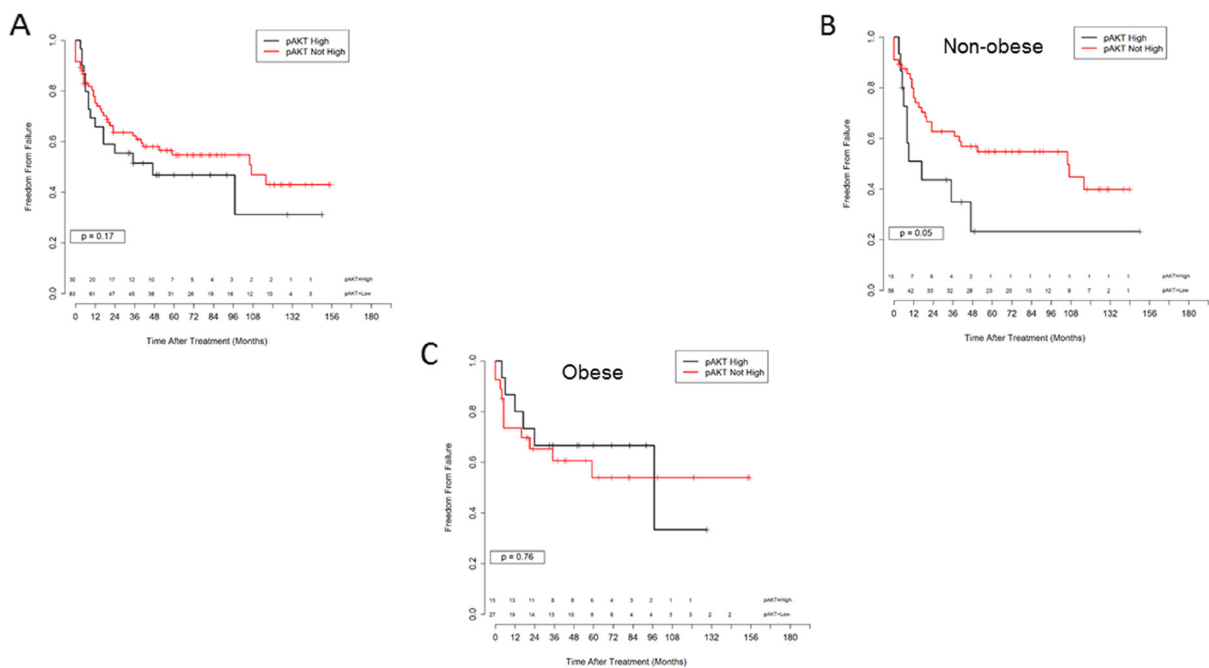 A
pAKT High
pAKT Not High
Freedom From Failure
1.0
0.8
0.6
0.4
0.2
0.0
p = 0.17
30 20 17 12 10 7 5 4 3 2 2 1 1 pAKT=High
83 61 47 45 38 31 26 19 16 12 10 4 3 pAKT=Low
0 12 24 36 48 60 72 84 96 108 132 156 180
Time After Treatment (Months)
B
Non-obese
pAKT High
pAKT Not High
Freedom From Failure
1.0
0.8
0.6
0.4
0.2
0.0
p = 0.05
15 7 6 4 2 1 1 1 1 1 1 1 1 pAKT=High
56 42 33 32 28 23 20 15 12 9 7 2 1 pAKT=Low
0 12 24 36 48 60 72 84 96 108 132 156 180
Time After Treatment (Months)
C
Obese
pAKT High
pAKT Not High
Freedom From Failure
1.0
0.8
0.6
0.4
0.2
0.0
p = 0.76
15 13 11 8 8 6 4 3 2 1 1 pAKT=High
27 19 14 13 10 8 6 4 4 3 3 2 2 pAKT=Low
0 12 24 36 48 60 72 84 96 108 132 156 180
Time After Treatment (Months)